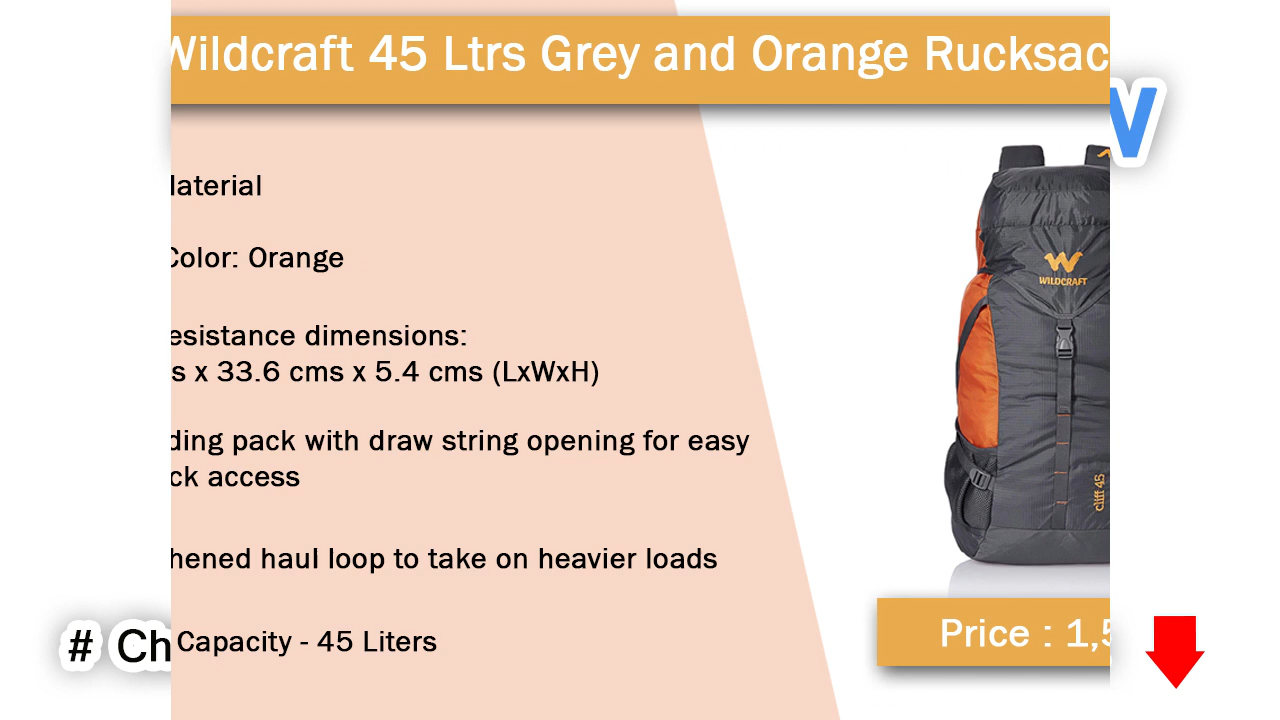 Wildcraft 45 Ltrs Grey and Orange Rucksac
W
Material
Color: Orange
WILDCRAFT
esistance dimensions:
s x 33.6 cms x 5.4 cms (LxWxH)
ding pack with draw string opening for easy
ck access
cliff 45
hened haul loop to take on heavier loads
Price : 1,5
# Ch
Capacity - 45 Liters